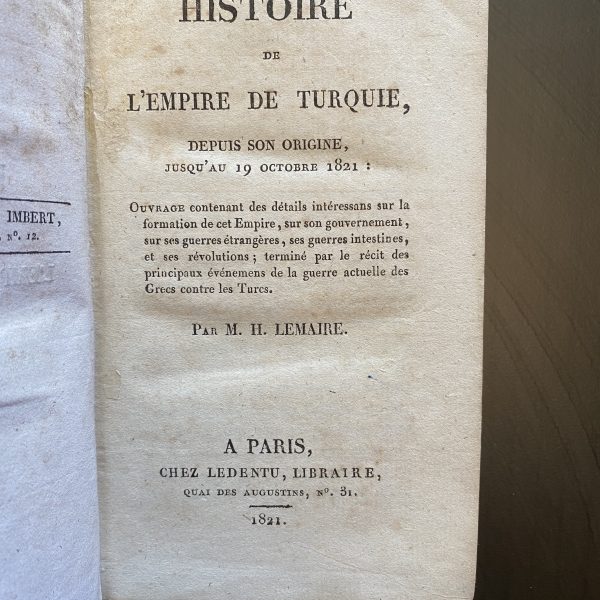 IMBERT,
N°. 12.
HISTOIRE
DE
L'EMPIRE DE TURQUIE,
DEPUIS SON ORIGINE,
JUSQU'AU 19 OCTOBRE 1821 :
OUVRAGE contenant des détails intéressans sur la
formation de cet Empire, sur son gouvernement,
sur ses guerres étrangères, ses guerres intestines,
et ses révolutions ; terminé par le récit des
principaux événemens de la guerre actuelle des
Grecs contre les Turcs.
PAR M. H. LEMAIRE.
A PARIS,
CHEZ LEDENTU, LIBRAIRE,
QUAI DES AUGUSTINS, N°. 31.
1821.